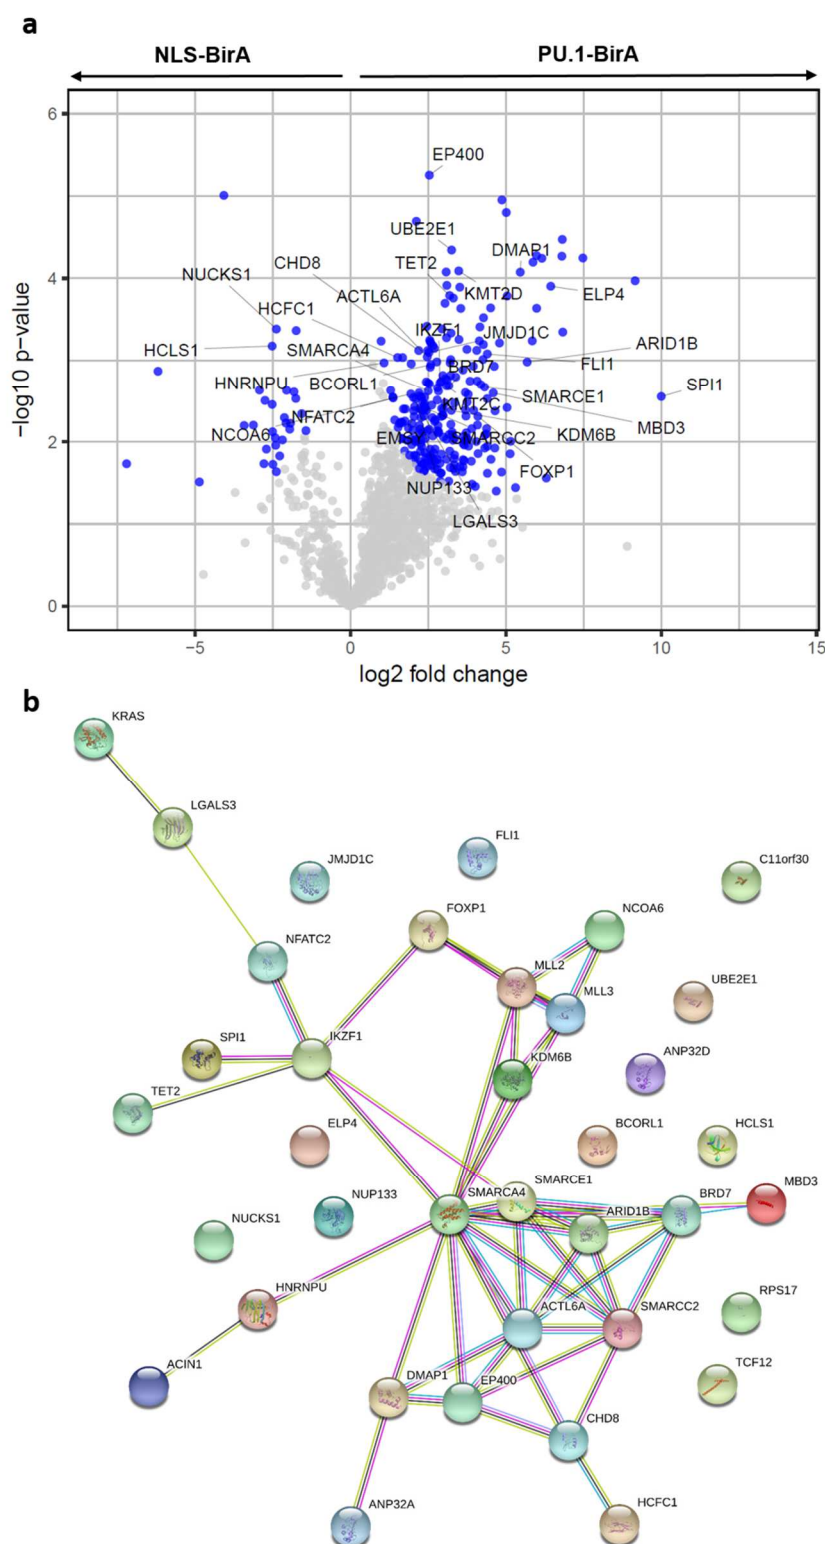 a
NLS-BirA
PU.1-BirA
6
EP400
UBE2E1
CHD8
TET2
DMAP1
4
NUCKS1
ACTL6A
KMT2D
ELP4
HCFC1
IKZF1
JMJD1C
HCLS1
SMARCA4
ARID1B
HNRNPU
BCORL1
BRD7
FLI1
SPI1
KMT2C
SMARCE1
NFATC2
MBD3
2
NCOA6
EMSY
SMARCC2
KDM6B
NUP133
FOXP1
LGALS3
0
−log10 p−value
−5
0
5
10
15
log2 fold change
b
KRAS
LGALS3
FLI1
JMJD1C
C11orf30
FOXP1
NCOA6
NFATC2
MLL2
MLL3
UBE2E1
SPI1
IKZF1
KDM6B
ANP32D
TET2
ELP4
BCORL1
HCLS1
SMARCE1
SMARCA4
MBD3
NUP133
ARID1B
BRD7
NUCKS1
HNRNPU
RPS17
ACTL6A
SMARCC2
ACIN1
DMAP1
EP400
TCF12
CHD8
ANP32A
HCFC1